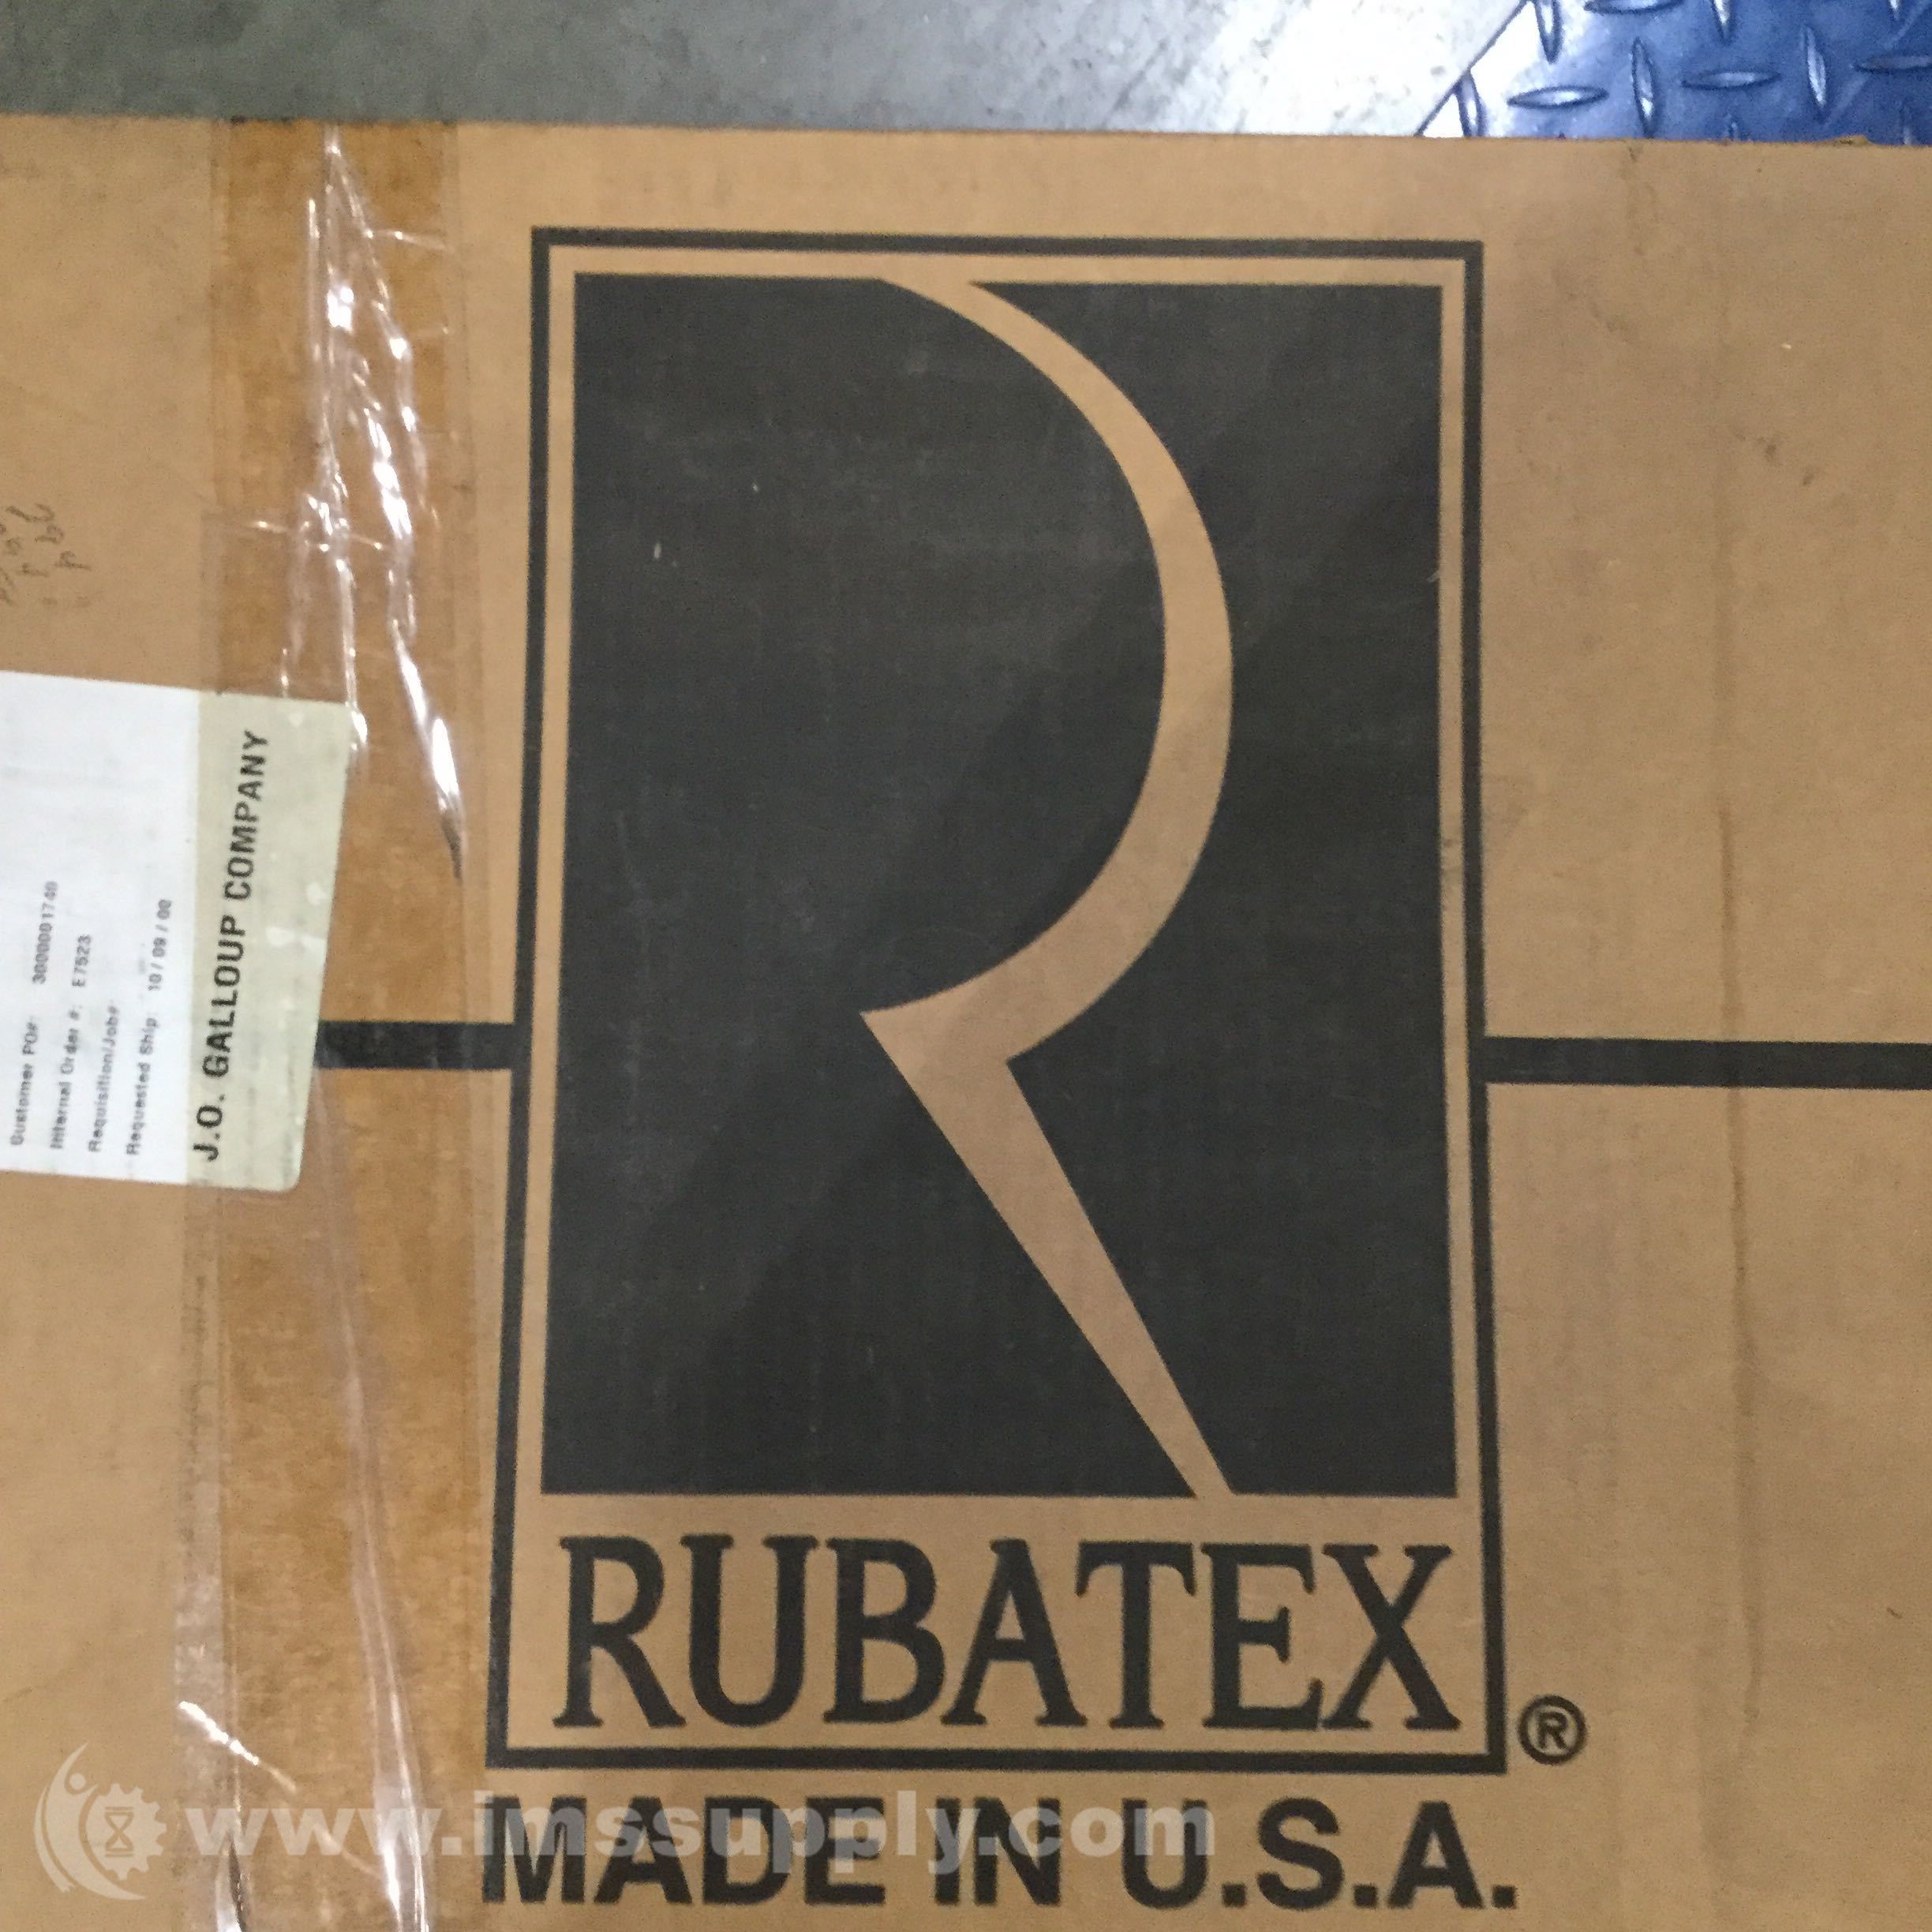 Customer PO#: 3000001740
Internal Order #: E7523
Requisition/Job#:
Requested Ship: 10/09/00
J.O. GALLOUP COMPANY
R
RUBATEX®
MADE IN U.S.A.
www.imssupply.com